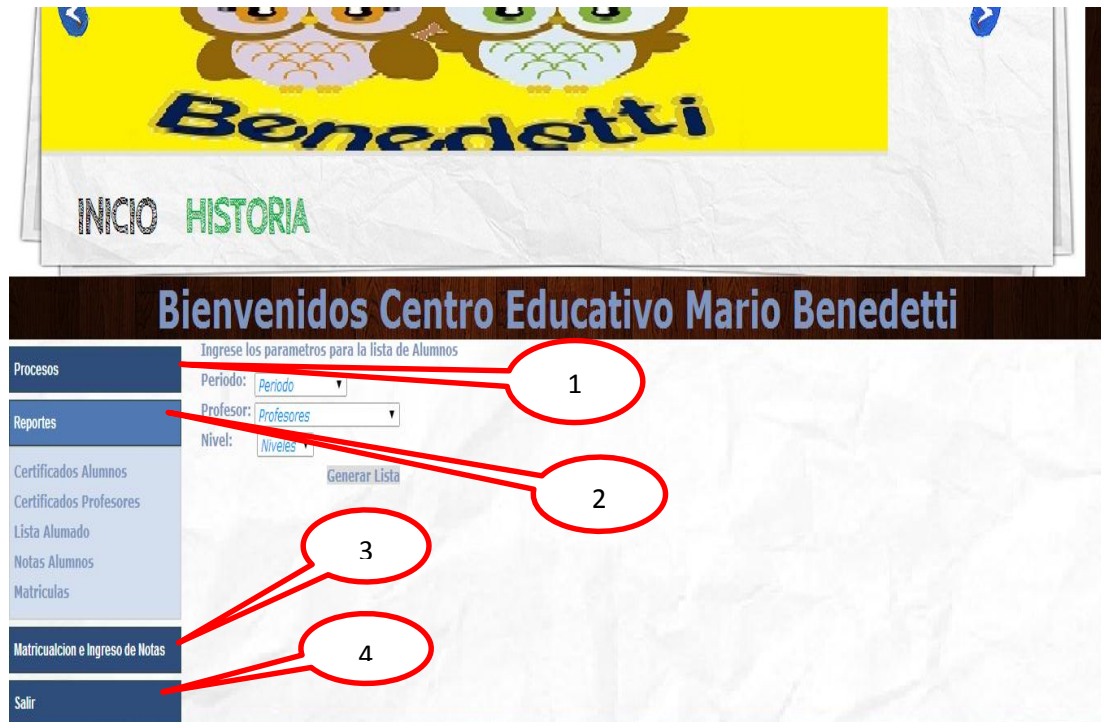 Benedetti
INICIO HISTORIA
Bienvenidos Centro Educativo Mario Benedetti
Procesos
Ingrese los parametros para la lista de Alumnos
Periodo: Periodo
Profesor: Profesores
Nivel: Niveles
Generar Lista
1
Reportes
2
Certificados Alumnos
Certificados Profesores
Lista Alumado
Notas Alumnos
Matriculas
3
Matricualcion e Ingreso de Notas
4
Salir